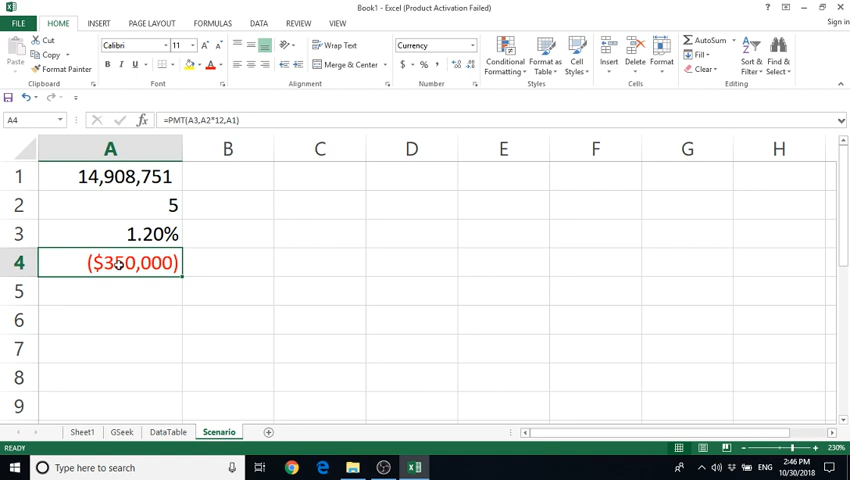 Book1 - Excel (Product Activation Failed)
?
FILE HOME INSERT PAGE LAYOUT FORMULAS DATA REVIEW VIEW Sign in
Paste
Cut
Copy
Format Painter
Clipboard
Calibri 11
B I U
Font
Wrap Text
Merge & Center
Alignment
Currency
$ % ,
Number
Conditional Formatting
Format as Table
Cell Styles
Styles
Insert Delete Format
Cells
AutoSum
Fill
Clear
Sort & Filter
Find & Select
Editing
A4 fx =PMT(A3,A2*12,A1)
A B C D E F G H
1 14,908,751
2 5
3 1.20%
4 ($350,000)
5
6
7
8
9
Sheet1 GSeek DataTable Scenario
READY 230%
Type here to search ENG 2:46 PM
10/30/2018